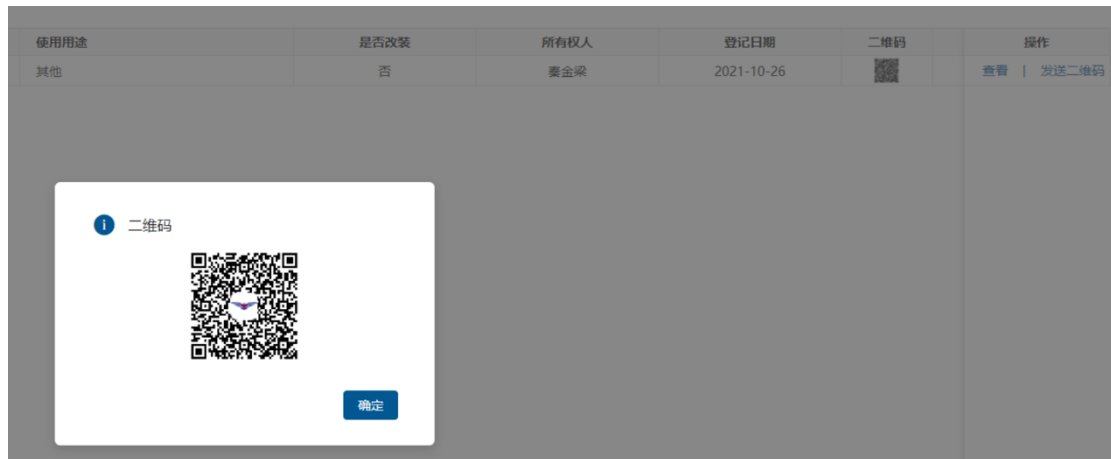 使用用途 是否改装 所有权人 登记日期 二维码 操作
其他 否 秦金梁 2021-10-26 查看 | 发送二维码
二维码
确定